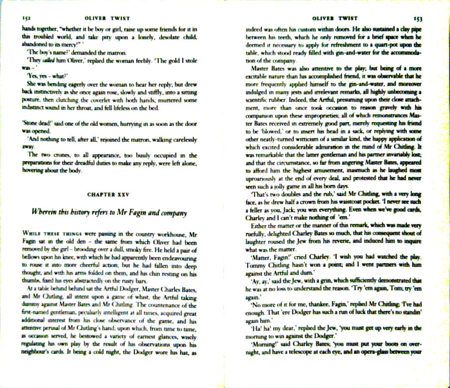 152 OLIVER TWIST
hands together, "whether it be boy or girl, raise up some friends for it in
this troubled world, and take pity upon a lonely, desolate child,
abandoned to its mercy!" '
'The boy's name?' demanded the matron.
'They called him Oliver,' replied the woman feebly. 'The gold I stole
was –'
'Yes, yes – what?'
She was bending eagerly over the woman to hear her reply, but drew
back instinctively as she once again rose, slowly and stiffly, into a sitting
posture, then clutching the coverlet with both hands, muttered some
indistinct sound in her throat, and fell lifeless on the bed.
'Stone dead!' said one of the old women, hurrying in as soon as the door
was opened.
'And nothing to tell, after all,' rejoined the matron, walking carelessly
away.
The two crones, to all appearance, too busily occupied in the
preparations for their dreadful duties to make any reply, were left alone,
hovering about the body.
CHAPTER XXV
Wherein this history refers to Mr Fagin and company
WHILE THESE THINGS were passing in the country workhouse, Mr
Fagin sat in the old den – the same from which Oliver had been
removed by the girl – brooding over a dull, smoky fire. He held a pair of
bellows upon his knee, with which he had apparently been endeavouring
to rouse it into more cheerful action, but he had fallen into deep
thought, and with his arms folded on them, and his chin resting on his
thumbs, fixed his eyes abstractedly on the rusty bars.
At a table behind him sat the Artful Dodger, Master Charles Bates,
and Mr Chitling, all intent upon a game of whist; the Artful taking
dummy against Master Bates and Mr Chitling. The countenance of the
first-named gentleman, peculiarly intelligent at all times, acquired great
additional interest from his close observance of the game, and his
attentive perusal of Mr Chitling's hand; upon which, from time to time,
as occasion served, he bestowed a variety of earnest glances, wisely
regulating his own play by the result of his observations upon his
neighbour's cards. It being a cold night, the Dodger wore his hat, as
OLIVER TWIST 153
indeed was often his custom within doors. He also sustained a clay pipe
between his teeth, which he only removed for a brief space when he
deemed it necessary to apply for refreshment to a quart-pot upon the
table, which stood ready filled with gin-and-water for the accommoda-
tion of the company.
Master Bates was also attentive to the play; but being of a more
excitable nature than his accomplished friend, it was observable that he
more frequently applied himself to the gin-and-water, and moreover
indulged in many jests and irrelevant remarks, all highly unbecoming a
scientific rubber. Indeed, the Artful, presuming upon their close attach-
ment, more than once took occasion to reason gravely with his
companion upon these improprieties, all of which remonstrances Mas-
ter Bates received in extremely good part, merely requesting his friend
to be 'blowed,' or to insert his head in a sack, or replying with some
other neatly-turned witticism of a similar kind, the happy application of
which excited considerable admiration in the mind of Mr Chitling. It
was remarkable that the latter gentleman and his partner invariably lost,
and that the circumstance, so far from angering Master Bates, appeared
to afford him the highest amusement, inasmuch as he laughed most
uproariously at the end of every deal, and protested that he had never
seen such a jolly game in all his born days.
'That's two doubles and the rub,' said Mr Chitling, with a very long
face, as he drew half a crown from his waistcoat pocket. 'I never see such
a feller as you, Jack; you win everything. Even when we've good cards,
Charley and I can't make nothing of 'em.'
Either the matter or the manner of this remark, which was made very
ruefully, delighted Charley Bates so much, that his consequent shout of
laughter roused the Jew from his reverie, and induced him to inquire
what was the matter.
'Matter, Fagin!' cried Charley. 'I wish you had watched the play.
Tommy Chitling hasn't won a point, and I went partners with him
against the Artful and dum.'
'Ay, ay,' said the Jew, with a grin, which sufficiently demonstrated that
he was at no loss to understand the reason. 'Try 'em again, Tom; try 'em
again.'
'No more of it for me, thankee, Fagin,' replied Mr Chitling; 'I've had
enough. That 'ere Dodger has such a run of luck that there's no standin'
again him.'
'Ha! ha! my dear,' replied the Jew, 'you must get up very early in the
morning to win against the Dodger.'
'Morning!' said Charley Bates; 'you must put your boots on over-
night, and have a telescope at each eye, and an opera-glass between your